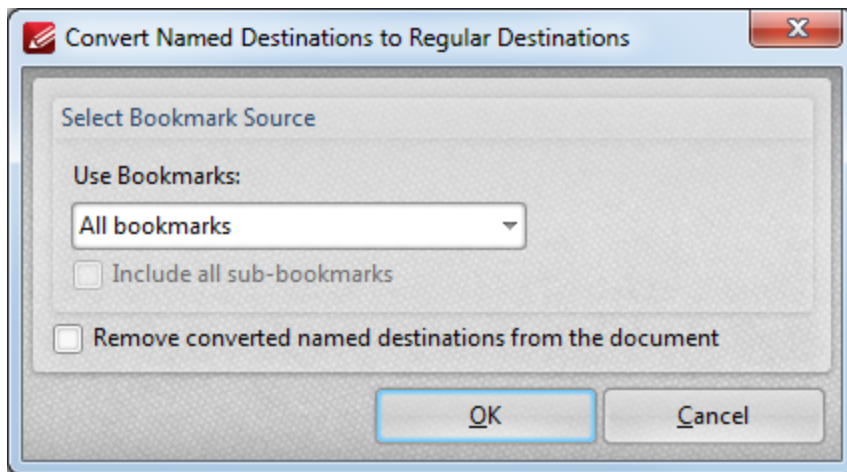 Convert Named Destinations to Regular Destinations
Select Bookmark Source
Use Bookmarks:
All bookmarks
Include all sub-bookmarks
Remove converted named destinations from the document
OK
Cancel